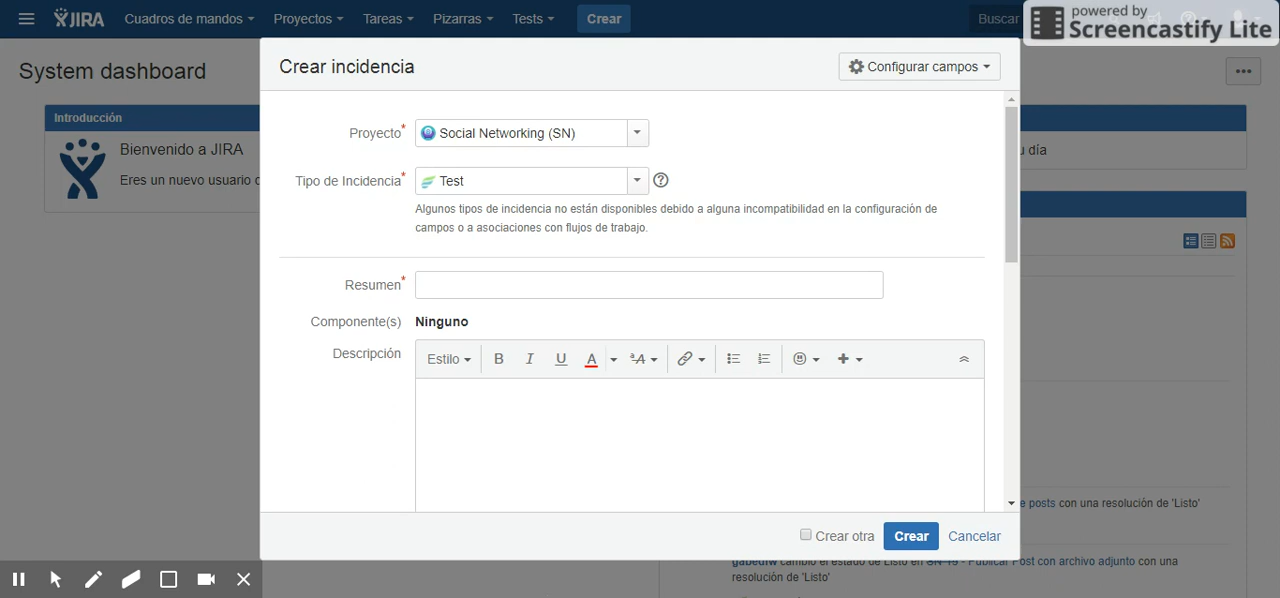 JIRA Cuadros de mandos Proyectos Tareas Pizarras Tests Crear Buscar
powered by
Screencastify Lite
System dashboard
Crear incidencia
Configurar campos
Introducción
Bienvenido a JIRA
Eres un nuevo usuario
Proyecto* Social Networking (SN)
día
Tipo de Incidencia* Test
Algunos tipos de incidencia no están disponibles debido a alguna incompatibilidad en la configuración de
campos o a asociaciones con flujos de trabajo.
Resumen*
Componente(s) Ninguno
Descripción
Estilo B I U A
posts con una resolución de 'Listo'
Crear otra Crear Cancelar
gabedfw cambió el estado de Listo en SN-15 - Publicar Post con archivo adjunto con una
resolución de 'Listo'